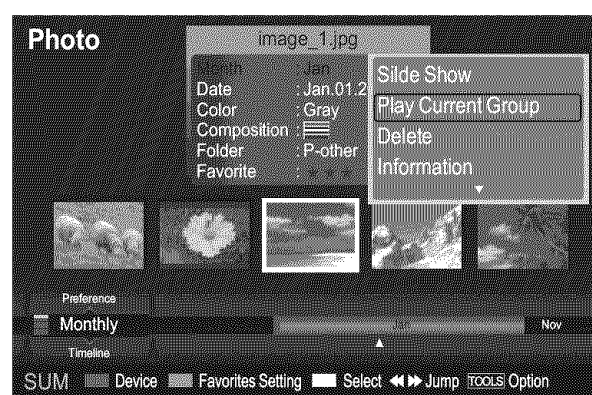 Photo
image_1.jpg
Month : Jan
Date : Jan.01.2
Color : Gray
Composition :
Folder : P-other
Favorite : ★★★
Silde Show
Play Current Group
Delete
Information
Preference
Monthly
Timeline
Jan
Nov
SUM Device Favorites Setting Select ◀◀ ▶▶ Jump TOOLS Option